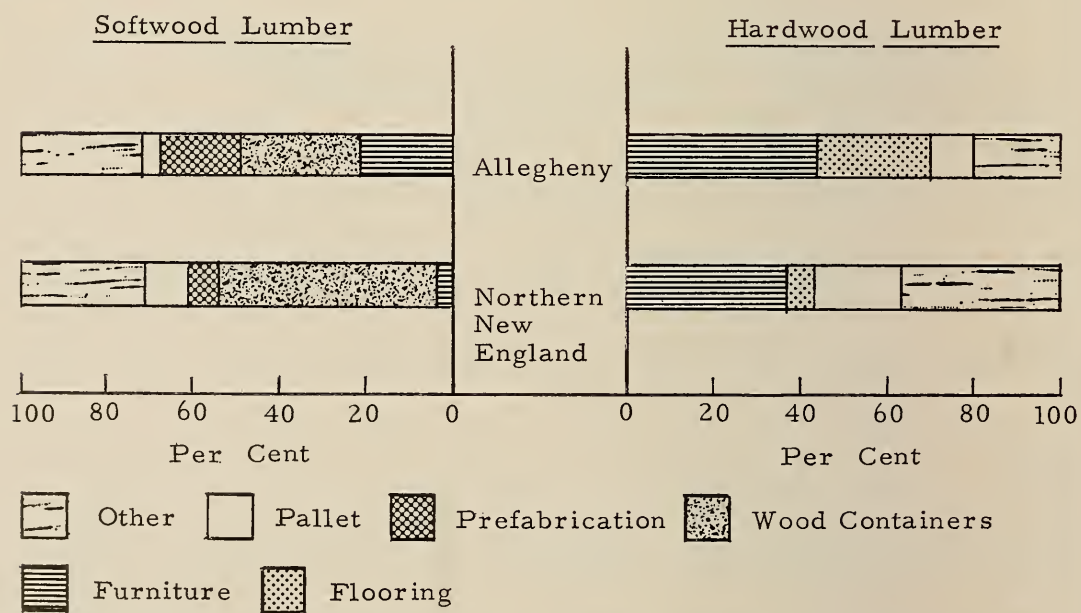 Softwood Lumber
Hardwood Lumber
Allegheny
Northern
New
England
100 80 60 40 20 0
0 20 40 60 80 100
Per Cent
Per Cent
Other Pallet Prefabrication Wood Containers
Furniture Flooring